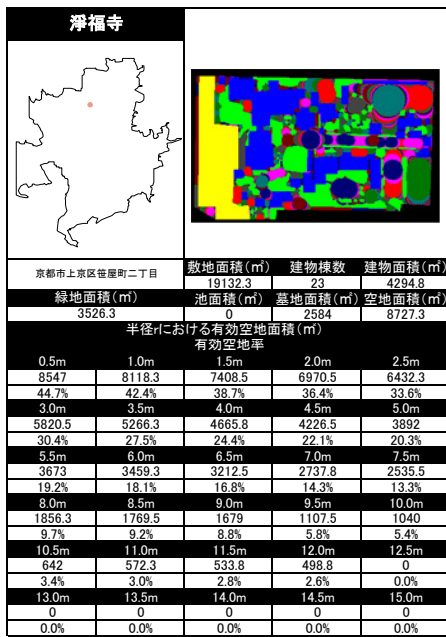 淨福寺
京都市上京区笹屋町二丁目
敷地面積(㎡) 建物棟数 建物面積(㎡)
19132.3 23 4294.8
緑地面積(㎡) 池面積(㎡) 墓地面積(㎡) 空地面積(㎡)
3526.3 0 2584 8727.3
半径rにおける有効空地面積(㎡)
有効空地率
0.5m 1.0m 1.5m 2.0m 2.5m
8547 8118.3 7408.5 6970.5 6432.3
44.7% 42.4% 38.7% 36.4% 33.6%
3.0m 3.5m 4.0m 4.5m 5.0m
5820.5 5266.3 4665.8 4226.5 3892
30.4% 27.5% 24.4% 22.1% 20.3%
5.5m 6.0m 6.5m 7.0m 7.5m
3673 3459.3 3212.5 2737.8 2535.5
19.2% 18.1% 16.8% 14.3% 13.3%
8.0m 8.5m 9.0m 9.5m 10.0m
1856.3 1769.5 1679 1107.5 1040
9.7% 9.2% 8.8% 5.8% 5.4%
10.5m 11.0m 11.5m 12.0m 12.5m
642 572.3 533.8 498.8 0
3.4% 3.0% 2.8% 2.6% 0.0%
13.0m 13.5m 14.0m 14.5m 15.0m
0 0 0 0 0
0.0% 0.0% 0.0% 0.0% 0.0%